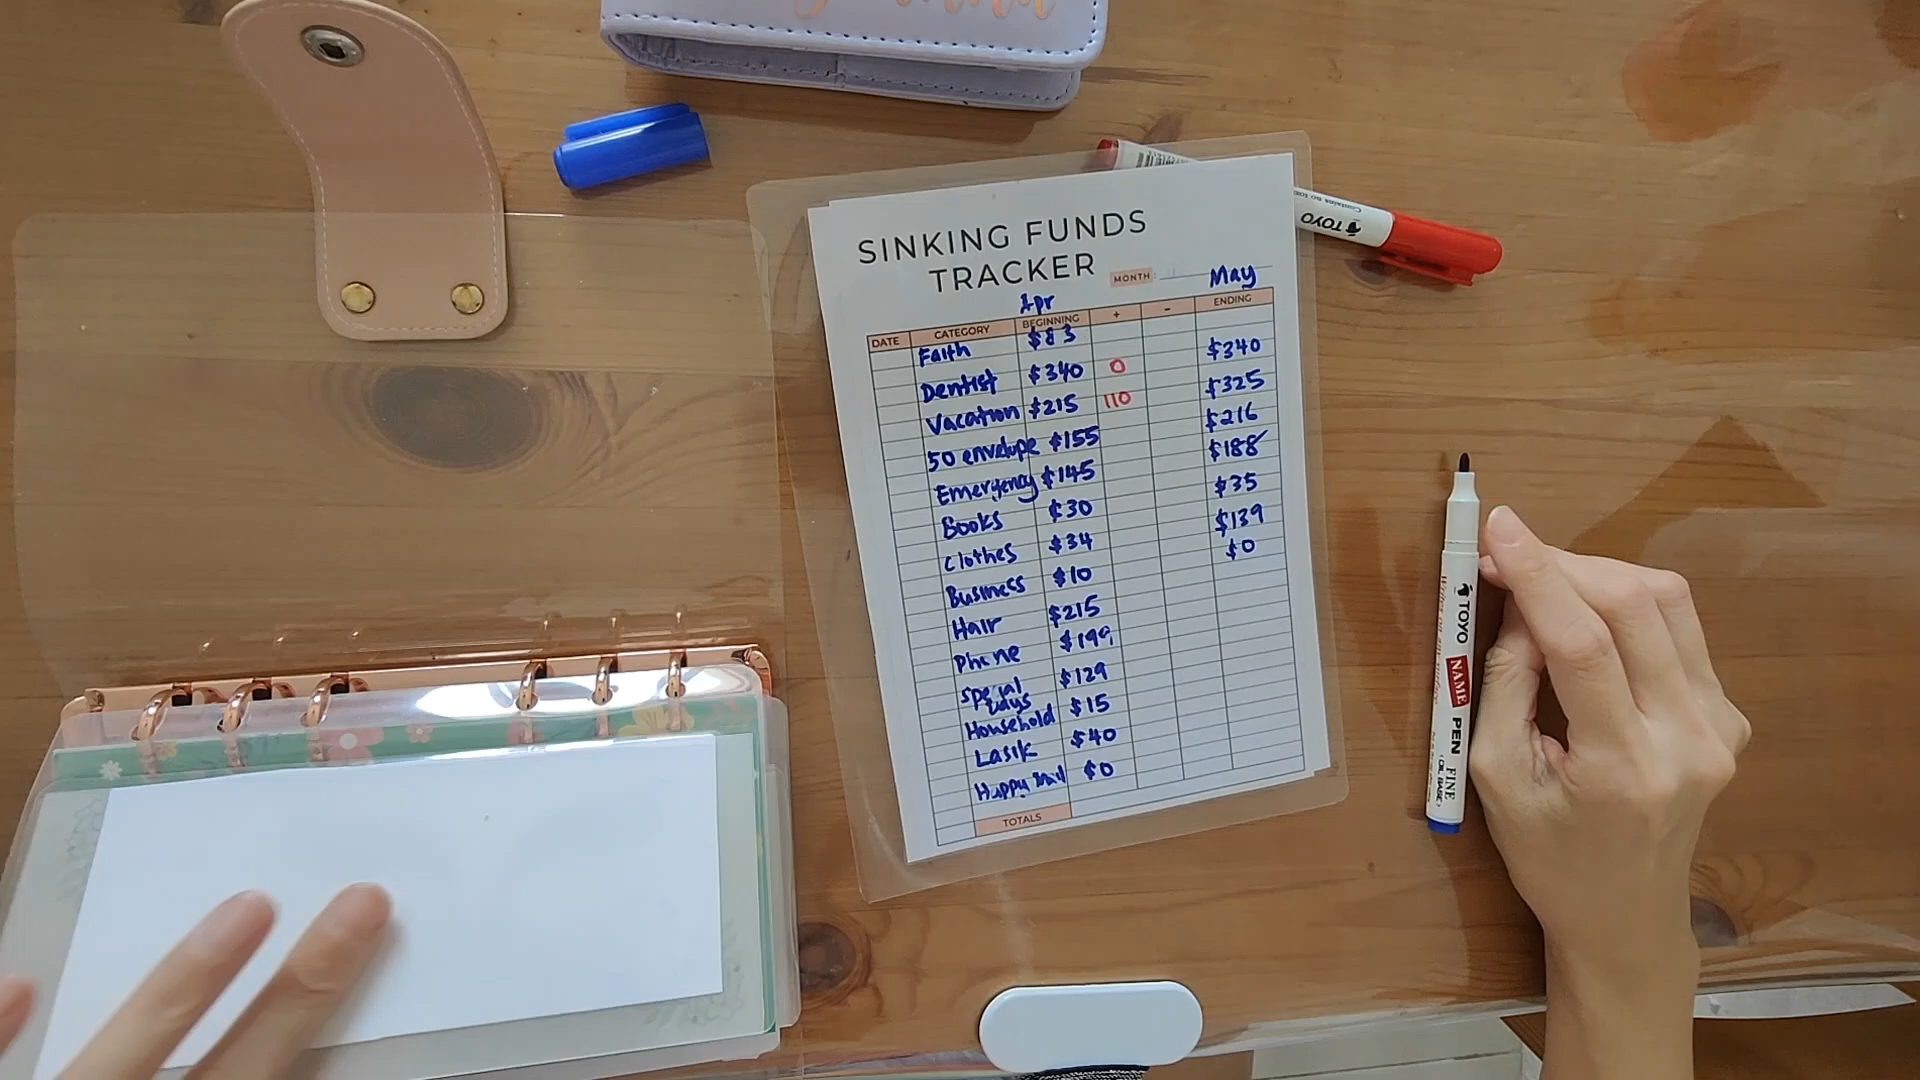 SINKING FUNDS
TRACKER
MONTH:
Apr May
DATE CATEGORY BEGINNING + - ENDING
Faith $83
Dentist $340 0 $340
Vacation $215 110 $325
50 envelope $155 $216
Emergency $145 $188
Books $30 $35
Clothes $34 $139
Business $10 $0
Hair $215
Phone $199
Special days $129
Household $15
Lasik $40
Happy mail $0
TOTALS
TOYO
TOYO
NAME
PEN
FINE
(OIL BASE)